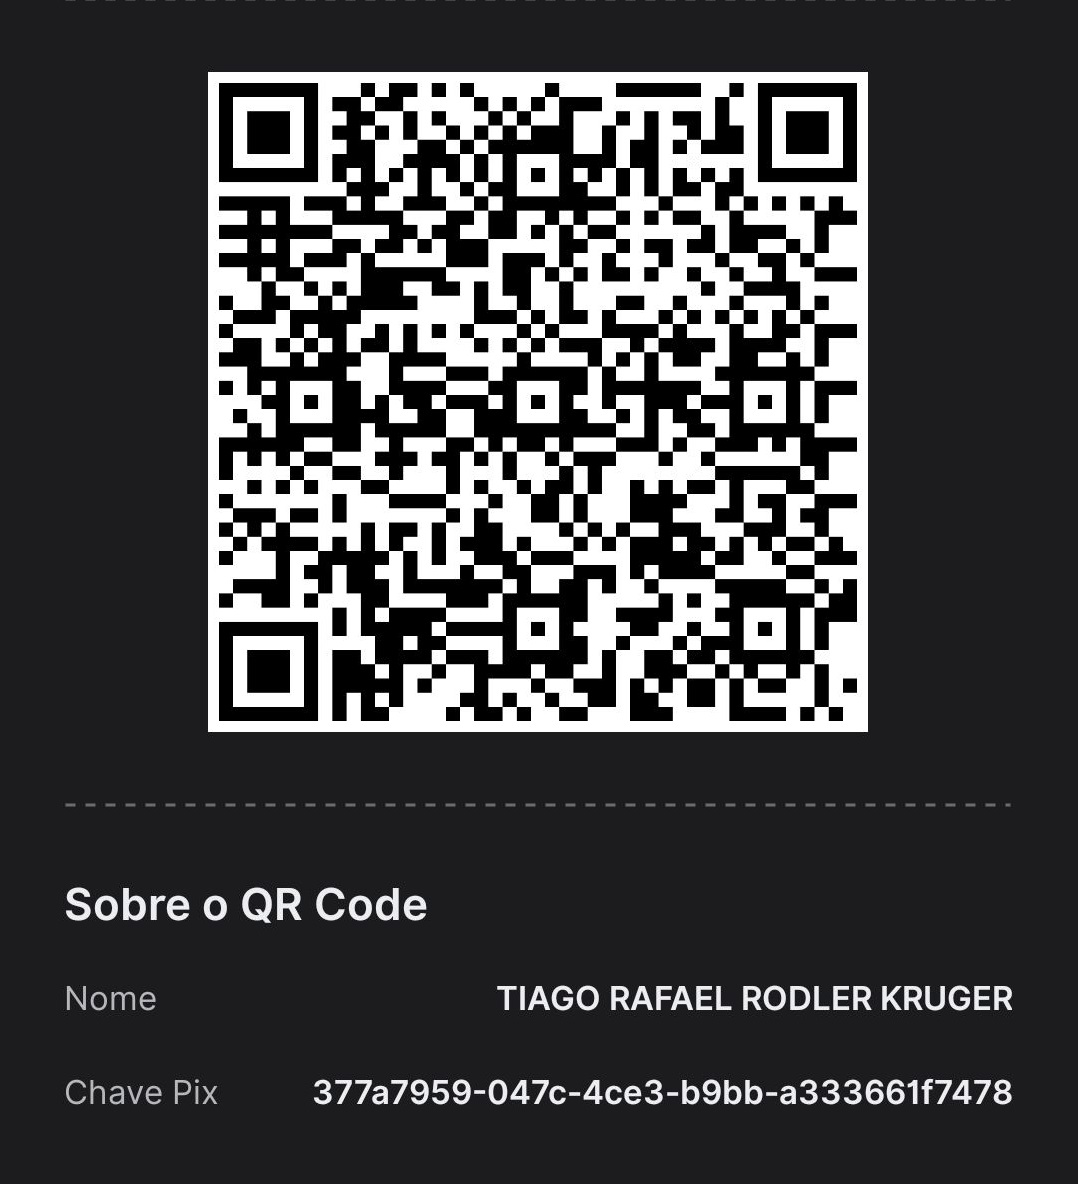 Sobre o QR Code
Nome TIAGO RAFAEL RODLER KRUGER
Chave Pix 377a7959-047c-4ce3-b9bb-a333661f7478